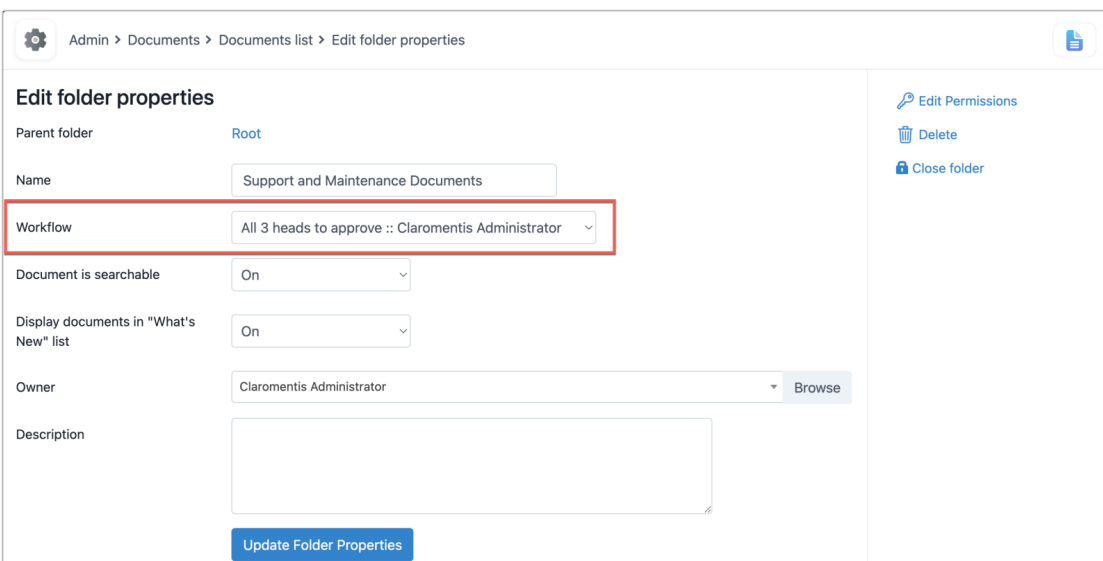 Admin > Documents > Documents list > Edit folder properties
Edit folder properties
Parent folder Root
Name Support and Maintenance Documents
Workflow All 3 heads to approve :: Claromentis Administrator
Document is searchable On
Display documents in "What's
New" list On
Owner Claromentis Administrator Browse
Description
Update Folder Properties
Edit Permissions
Delete
Close folder